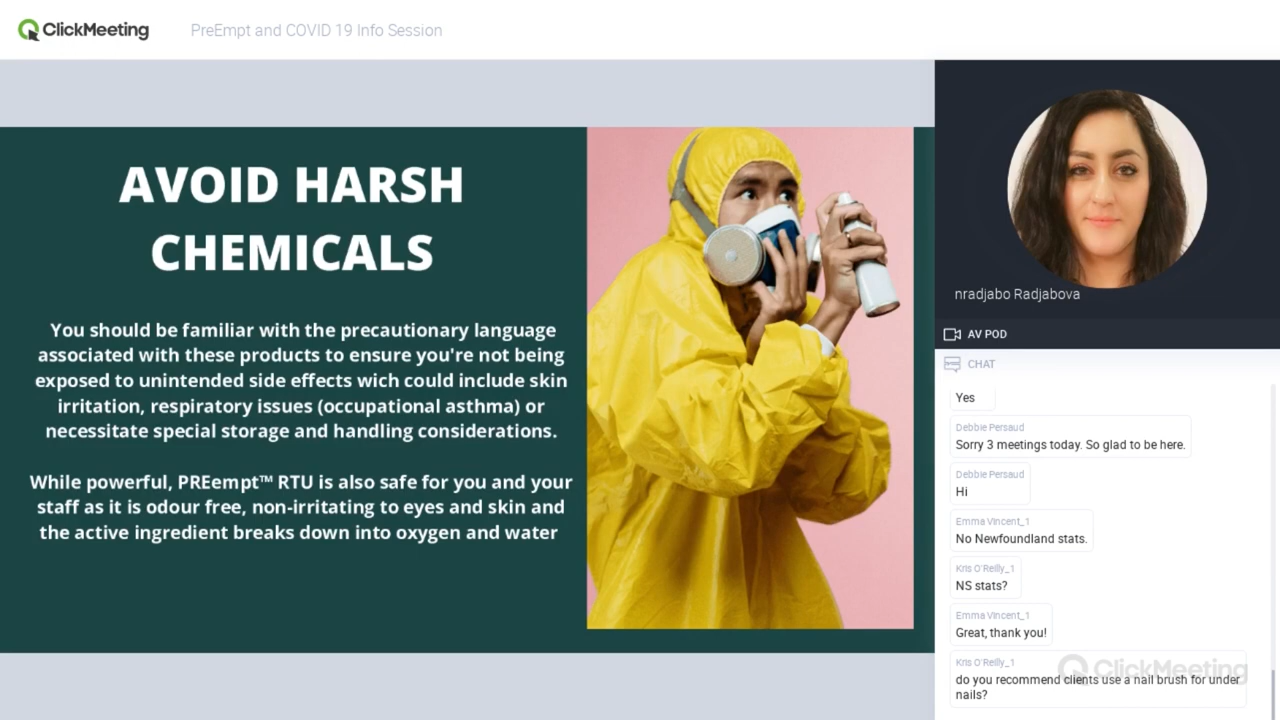 ClickMeeting
PreEmpt and COVID 19 Info Session
AVOID HARSH
CHEMICALS
You should be familiar with the precautionary language
associated with these products to ensure you're not being
exposed to unintended side effects wich could include skin
irritation, respiratory issues (occupational asthma) or
necessitate special storage and handling considerations.
While powerful, PREempt™ RTU is also safe for you and your
staff as it is odour free, non-irritating to eyes and skin and
the active ingredient breaks down into oxygen and water
nradjabo Radjabova
AV POD
CHAT
Yes
Debbie Persaud
Sorry 3 meetings today. So glad to be here.
Debbie Persaud
Hi
Emma Vincent_1
No Newfoundland stats.
Kris O'Reilly_1
NS stats?
Emma Vincent_1
Great, thank you!
Kris O'Reilly_1
do you recommend clients use a nail brush for under
nails?
ClickMeeting